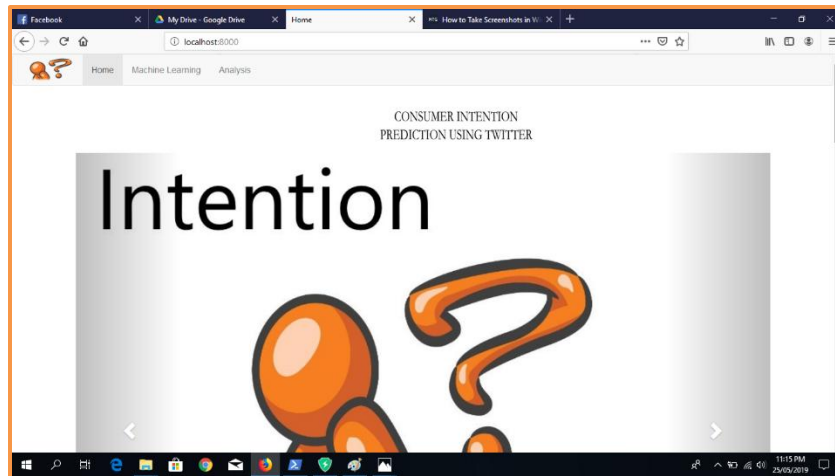 Facebook
My Drive - Google Drive
Home
How to Take Screenshots in Wi
localhost:8000
Home Machine Learning Analysis
CONSUMER INTENTION
PREDICTION USING TWITTER
Intention
11:15 PM
25/05/2019